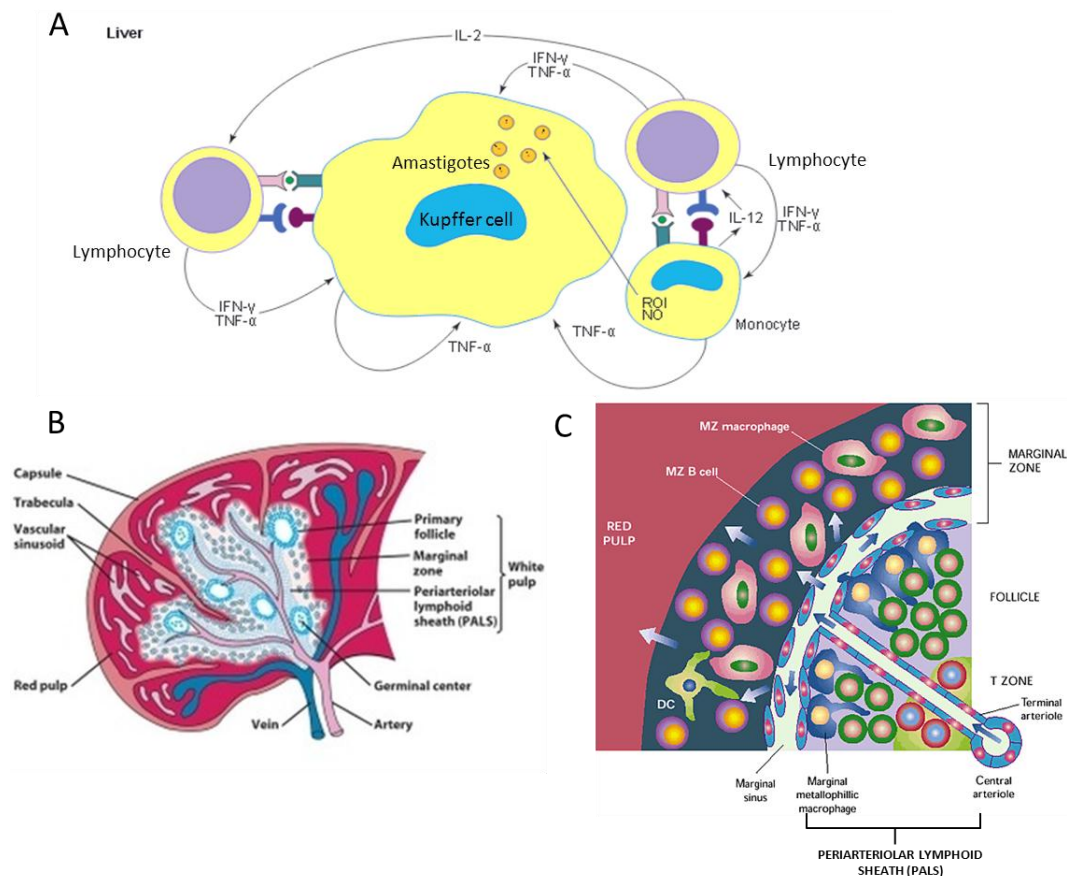 A
Liver
IL-2
IFN-γ
TNF-α
Amastigotes
Lymphocyte
Kupffer cell
IL-12
IFN-γ
TNF-α
Lymphocyte
ROI
NO
IFN-γ
TNF-α
TNF-α
TNF-α
Monocyte
B
Capsule
Trabecula
Vascular
sinusoid
Red pulp
Primary
follicle
Marginal
zone
Periarteriolar
lymphoid
sheath (PALS)
White
pulp
Germinal center
Vein
Artery
C
MZ macrophage
MZ B cell
RED
PULP
MARGINAL
ZONE
FOLLICLE
T ZONE
Terminal
arteriole
DC
Marginal
sinus
Marginal
metallophillic
macrophage
Central
arteriole
PERIARTERIOLAR LYMPHOID
SHEATH (PALS)